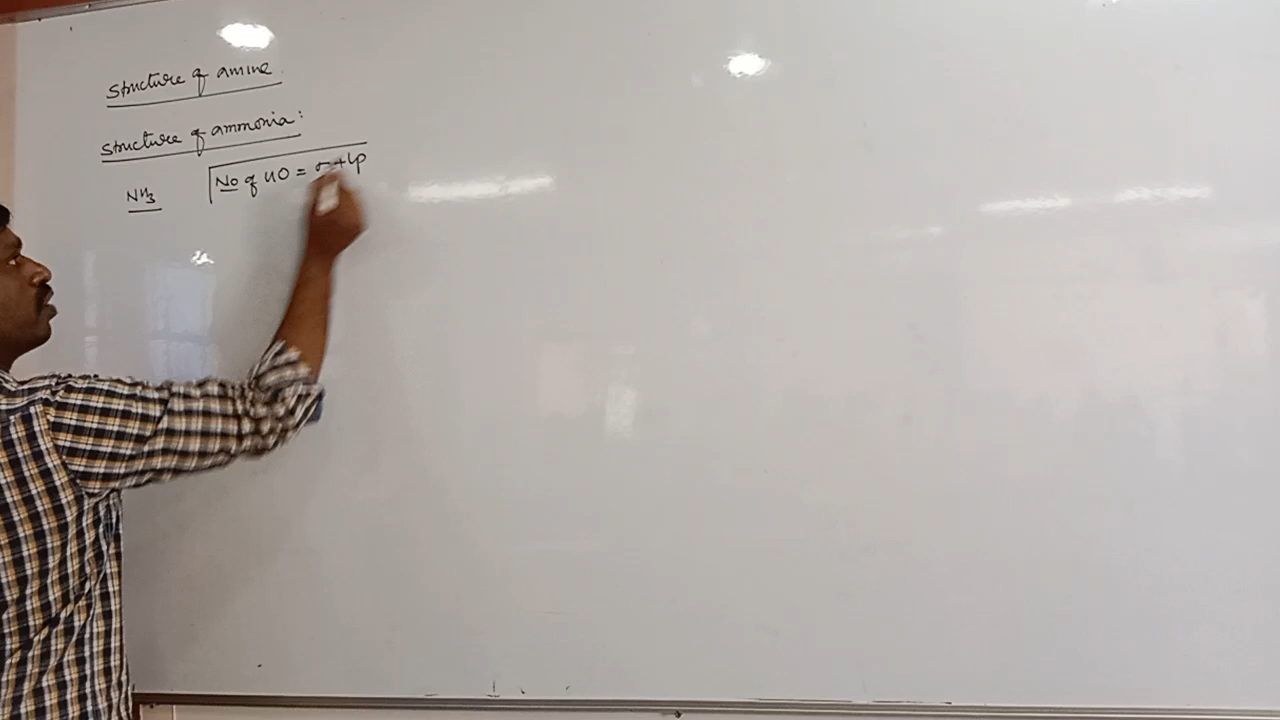 Structure of amine
Structure of ammonia:
NH3 No of HO = σ + lp